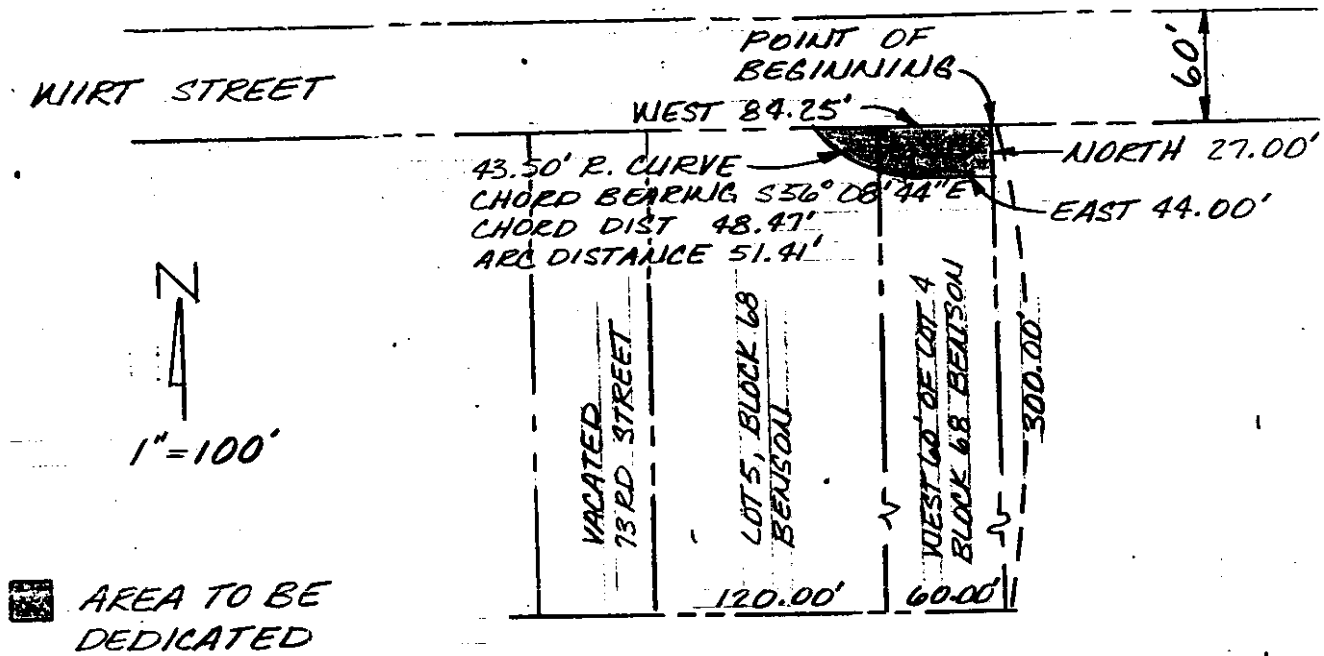 POINT OF
BEGINNING
60'
WIRT STREET
WEST 84.25'
NORTH 27.00'
43.50' R. CURVE
CHORD BEARING S56°08'44"E
CHORD DIST 48.47'
ARC DISTANCE 51.41'
EAST 44.00'
N
1"=100'
VACATED
73RD. STREET
LOT 5, BLOCK 68
BENSON
WEST 60' OF LOT 4
BLOCK 68 BENSON
300.00'
120.00'
60.00'
AREA TO BE
DEDICATED